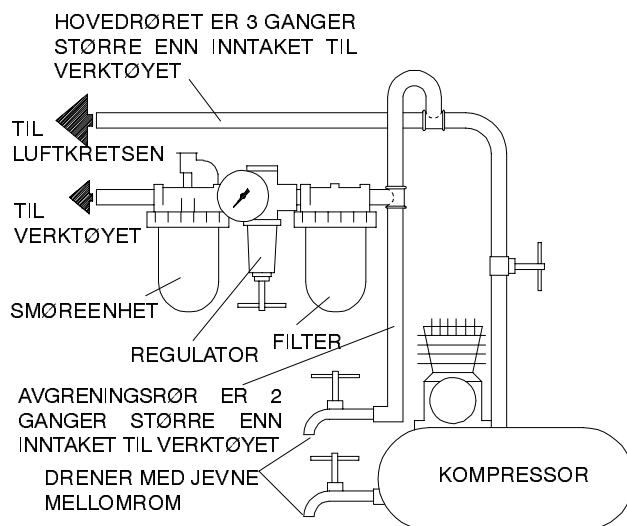 HOVEDRØRET ER 3 GANGER
STØRRE ENN INNTAKET TIL
VERKTØYET
TIL
LUFTKRETSEN
TIL
VERKTØYET
SMØREENHET
REGULATOR
FILTER
AVGRENINGSRØR ER 2
GANGER STØRRE ENN
INNTAKET TIL VERKTØYET
DRENER MED JEVNE
MELLOMROM
KOMPRESSOR